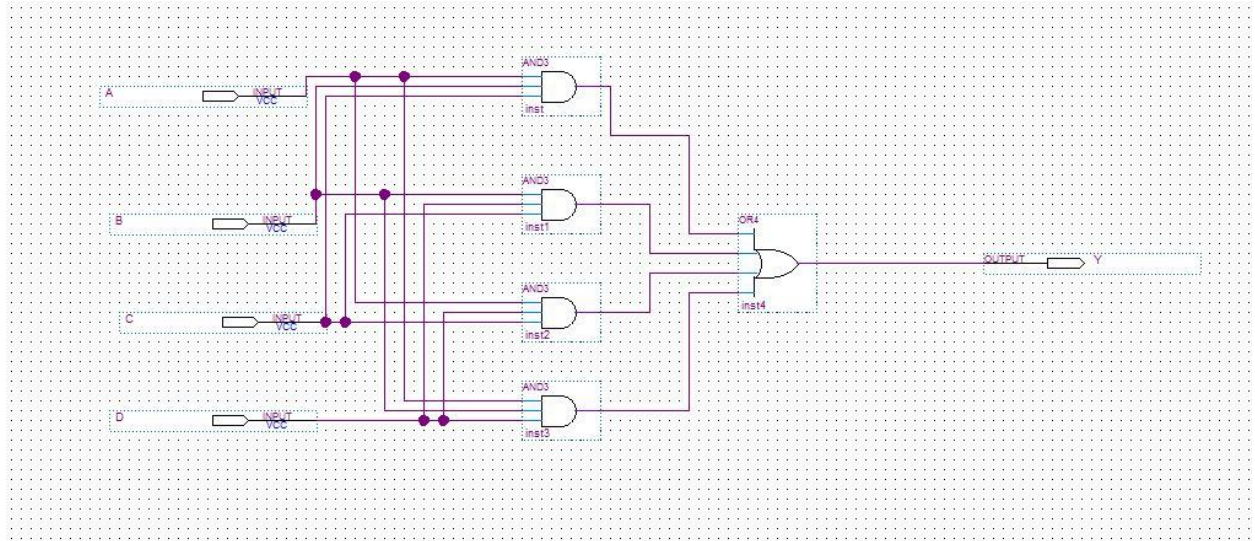 AND3
A
INPUT
VCC
inst
AND3
B
INPUT
VCC
inst1
OR4
OUTPUT
Y
AND3
C
INPUT
VCC
inst2
inst4
AND3
D
INPUT
VCC
inst3